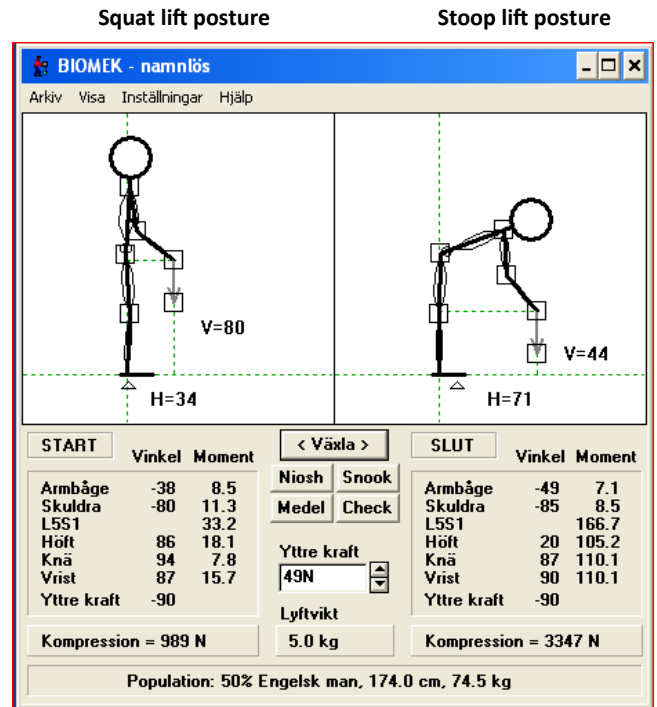 Squat lift posture Stoop lift posture
BIOMEK - namnlös
Arkiv Visa Inställningar Hjälp
V=80
H=34
V=44
H=71
START Vinkel Moment
Armbåge -38 8.5
Skuldra -80 11.3
L5S1 33.2
Höft 86 18.1
Knä 94 7.8
Vrist 87 15.7
Yttre kraft -90
Kompression = 989 N
< Växla >
Niosh Snook
Medel Check
Yttre kraft
49N
Lyftvikt
5.0 kg
SLUT Vinkel Moment
Armbåge -49 7.1
Skuldra -85 8.5
L5S1 166.7
Höft 20 105.2
Knä 87 110.1
Vrist 90 110.1
Yttre kraft -90
Kompression = 3347 N
Population: 50% Engelsk man, 174.0 cm, 74.5 kg